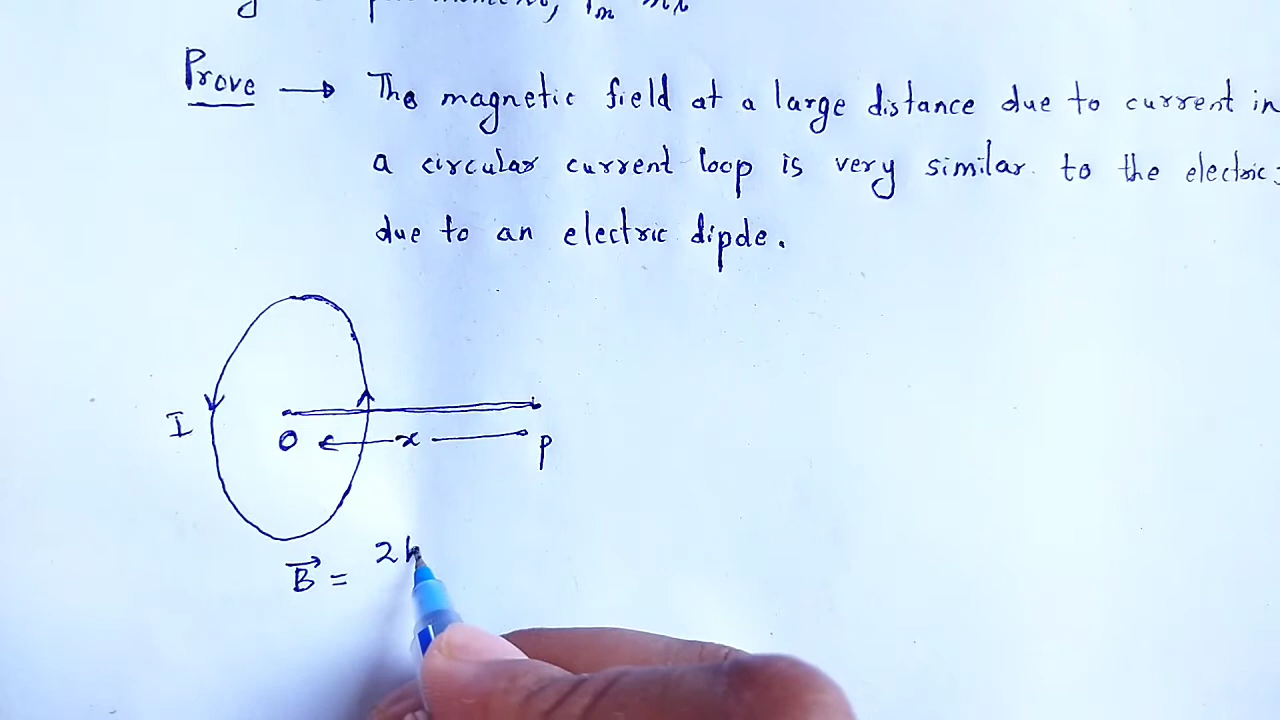 Prove → The magnetic field at a large distance due to current in
a circular current loop is very similar to the electric
due to an electric dipde.
I
O x P
B⃗ = 2